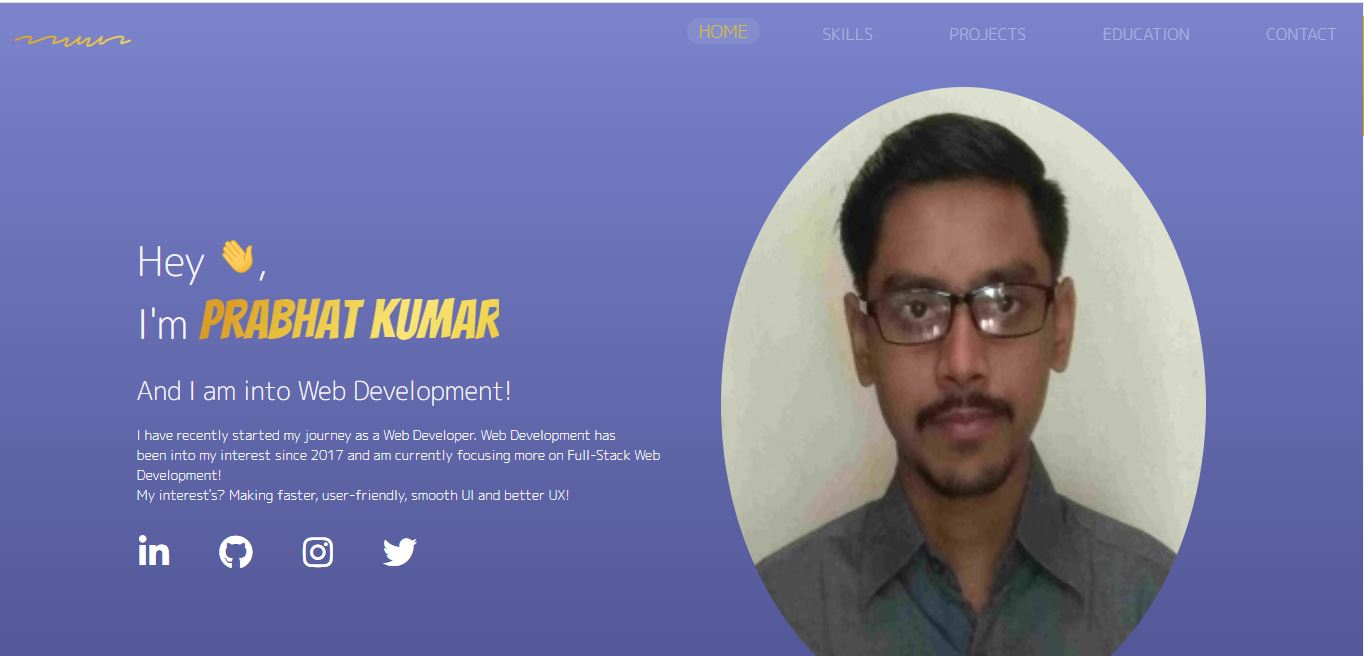 HOME SKILLS PROJECTS EDUCATION CONTACT
Hey 👋,
I'm PRABHAT KUMAR
And I am into Web Development!
I have recently started my journey as a Web Developer. Web Development has
been into my interest since 2017 and am currently focusing more on Full-Stack Web
Development!
My interest's? Making faster, user-friendly, smooth UI and better UX!
in